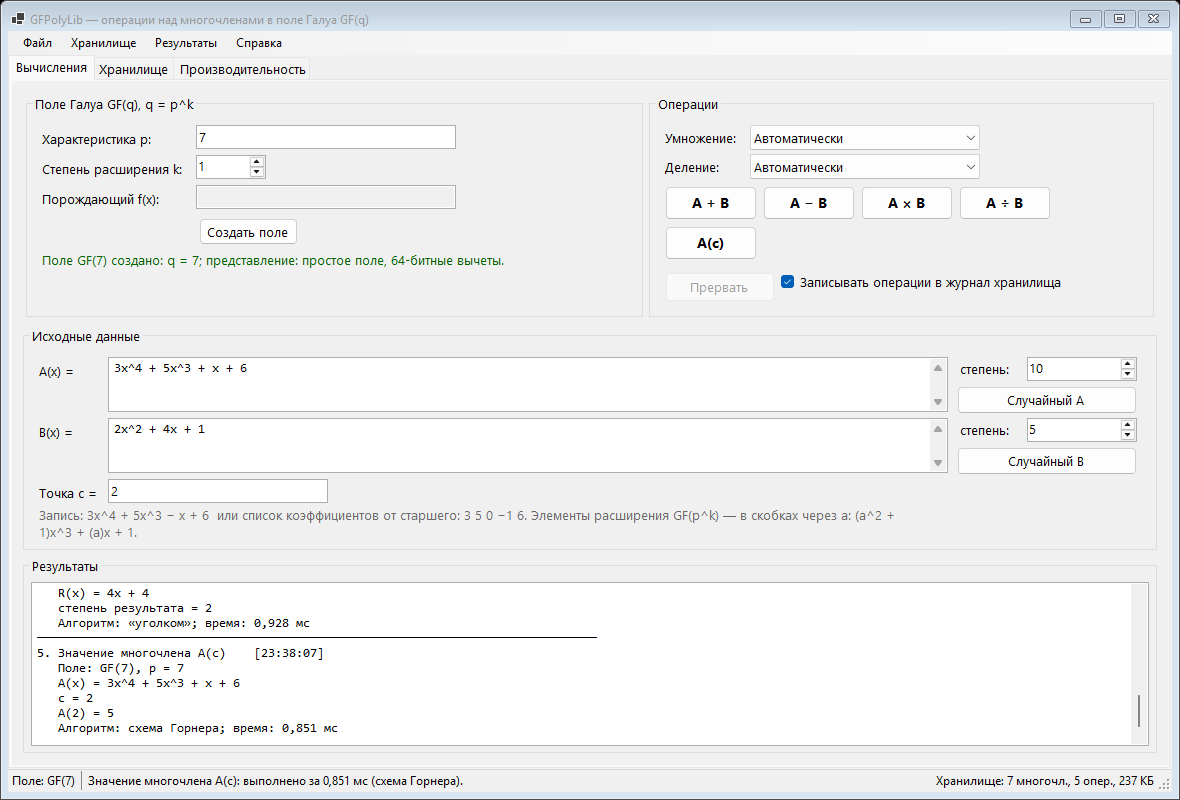 GFPolyLib — операции над многочленами в поле Галуа GF(q)
Файл Хранилище Результаты Справка
Вычисления Хранилище Производительность
Поле Галуа GF(q), q = p^k
Характеристика p: 7
Степень расширения k: 1
Порождающий f(x):
Создать поле
Поле GF(7) создано: q = 7; представление: простое поле, 64-битные вычеты.
Операции
Умножение: Автоматически
Деление: Автоматически
A + B A − B A × B A ÷ B
A(c)
Прервать Записывать операции в журнал хранилища
Исходные данные
A(x) = 3x^4 + 5x^3 + x + 6 степень: 10
Случайный A
B(x) = 2x^2 + 4x + 1 степень: 5
Случайный B
Точка c = 2
Запись: 3x^4 + 5x^3 − x + 6 или список коэффициентов от старшего: 3 5 0 −1 6. Элементы расширения GF(p^k) — в скобках через a: (a^2 +
1)x^3 + (a)x + 1.
Результаты
R(x) = 4x + 4
степень результата = 2
Алгоритм: «уголком»; время: 0,928 мс
5. Значение многочлена A(c) [23:38:07]
Поле: GF(7), p = 7
A(x) = 3x^4 + 5x^3 + x + 6
c = 2
A(2) = 5
Алгоритм: схема Горнера; время: 0,851 мс
Поле: GF(7) Значение многочлена A(c): выполнено за 0,851 мс (схема Горнера). Хранилище: 7 многочл., 5 опер., 237 КБ